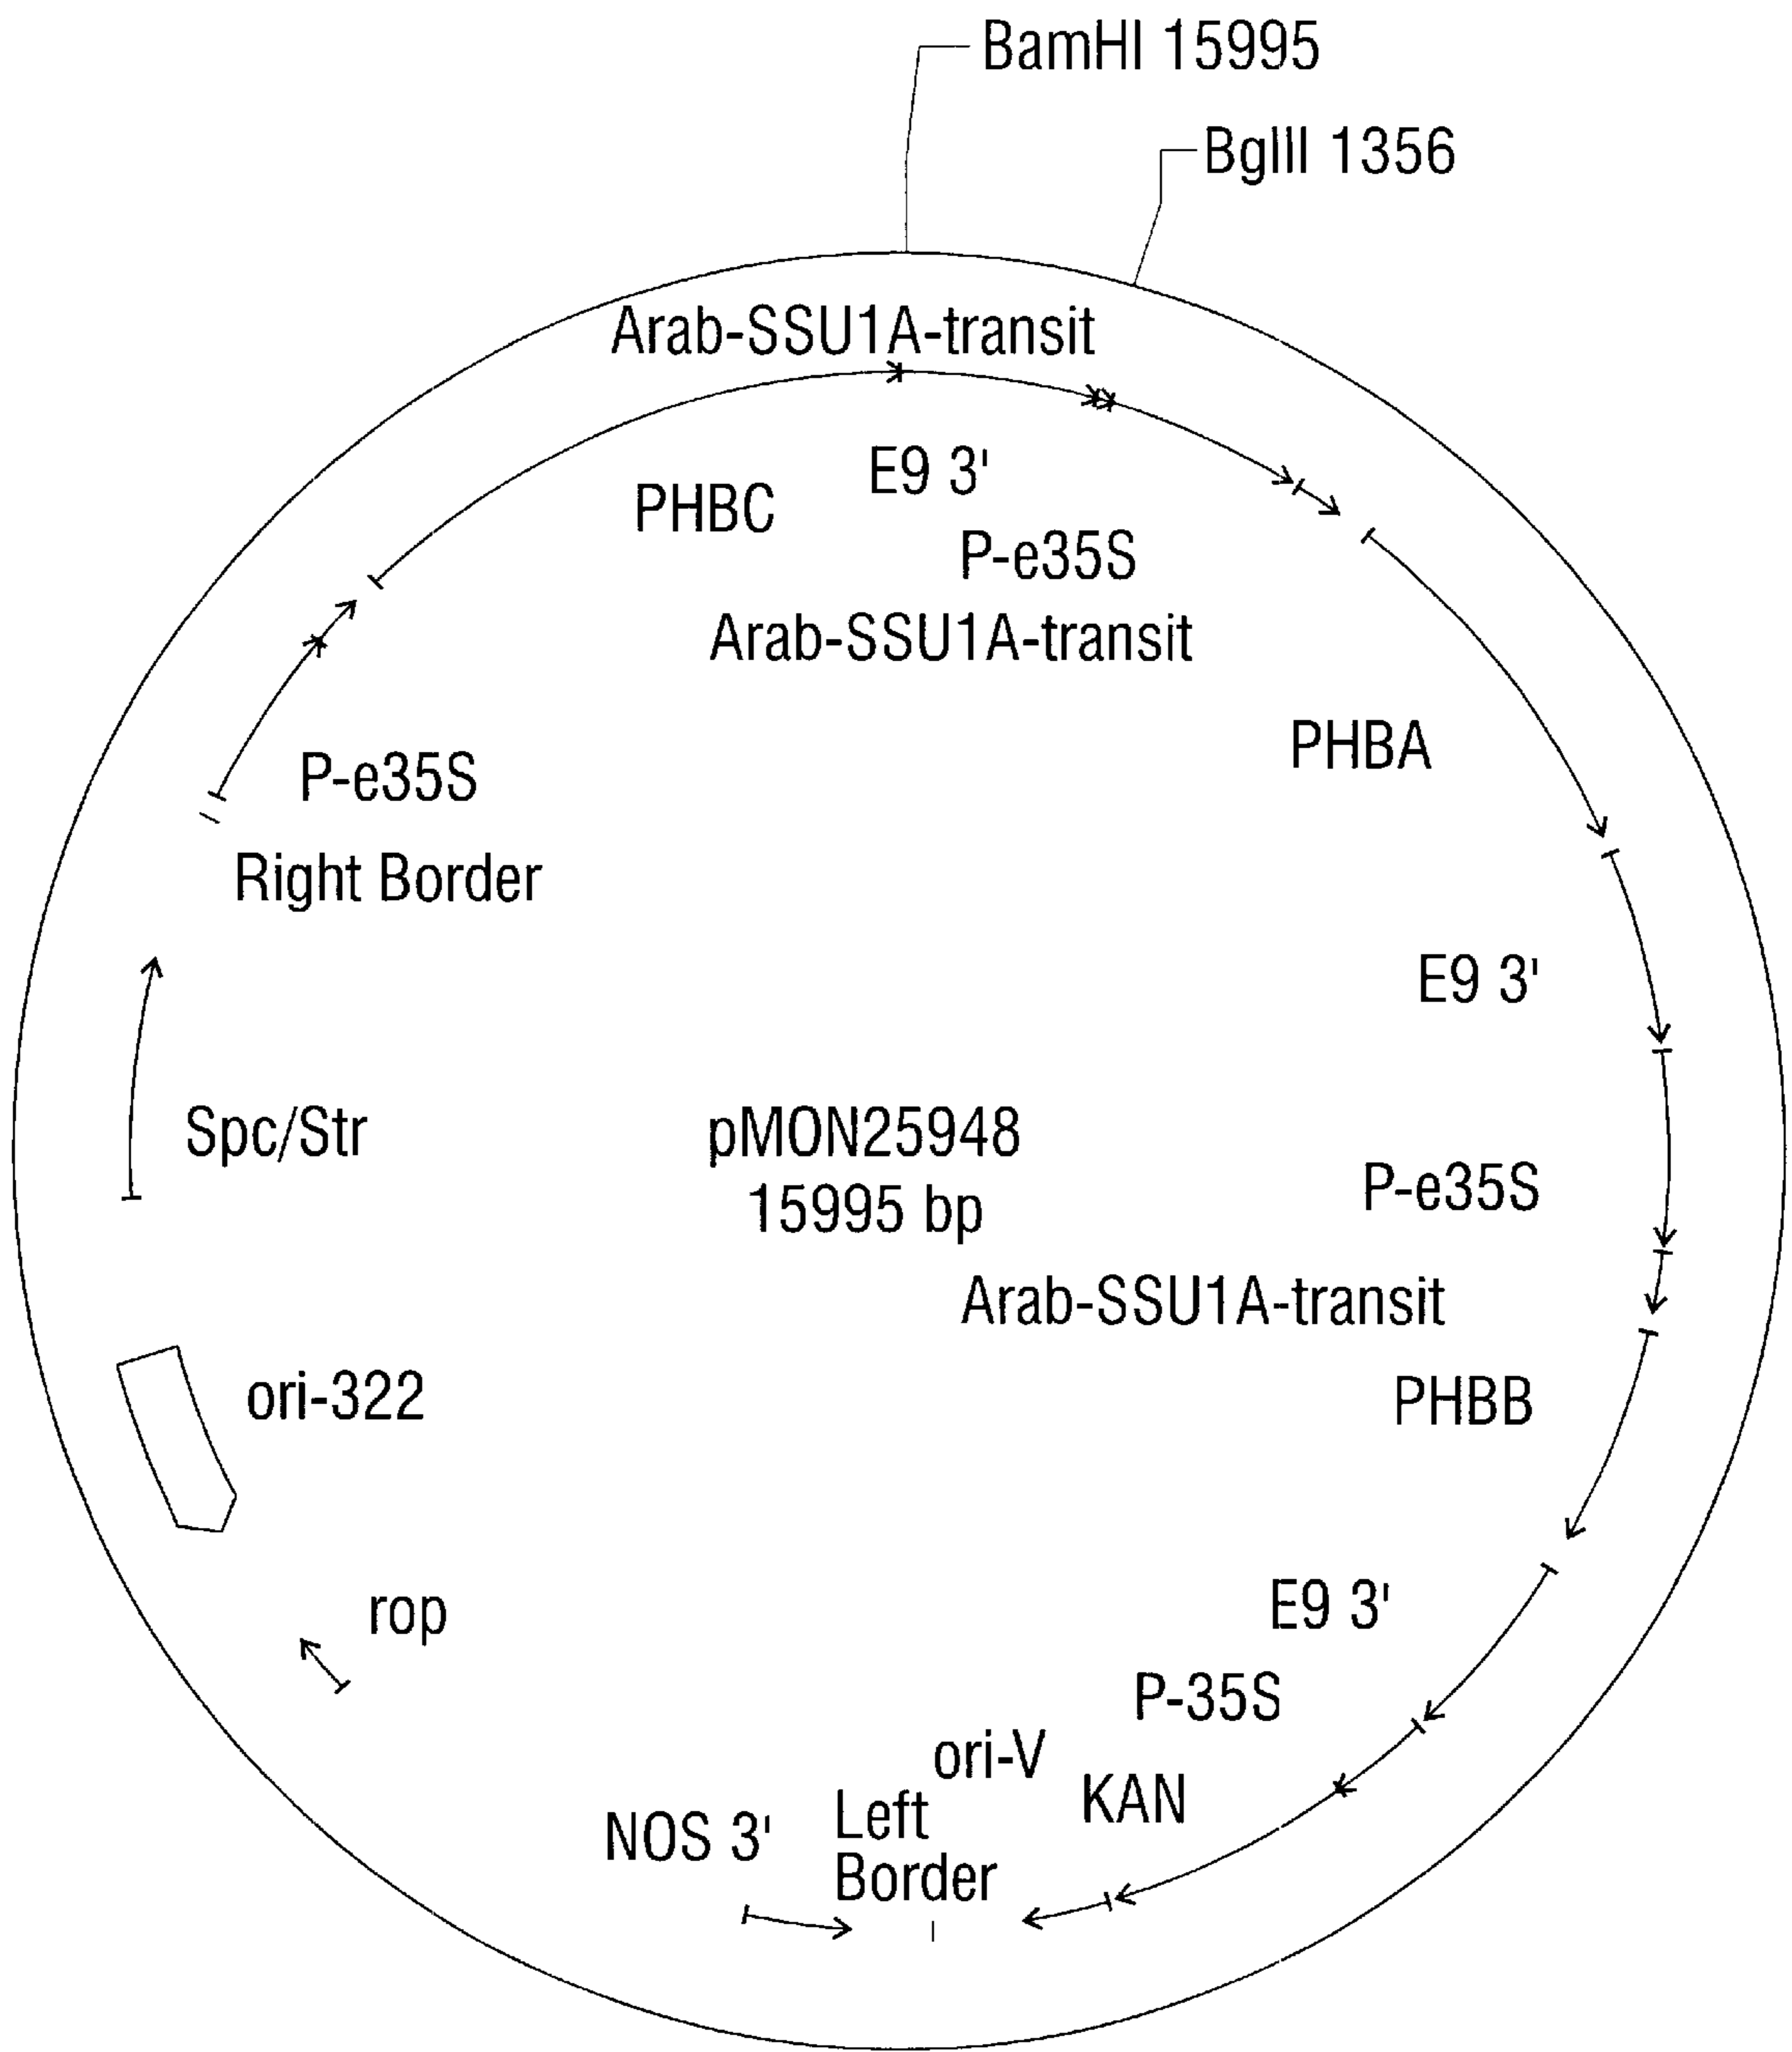 BamHI 15995
BglII 1356
Arab-SSU1A-transit
E9 3'
PHBC
P-e35S
Arab-SSU1A-transit
PHBA
P-e35S
Right Border
E9 3'
Spc/Str
pMON25948
15995 bp
P-e35S
Arab-SSU1A-transit
ori-322
PHBB
E9 3'
rop
P-35S
ori-V
KAN
NOS 3'
Left
Border